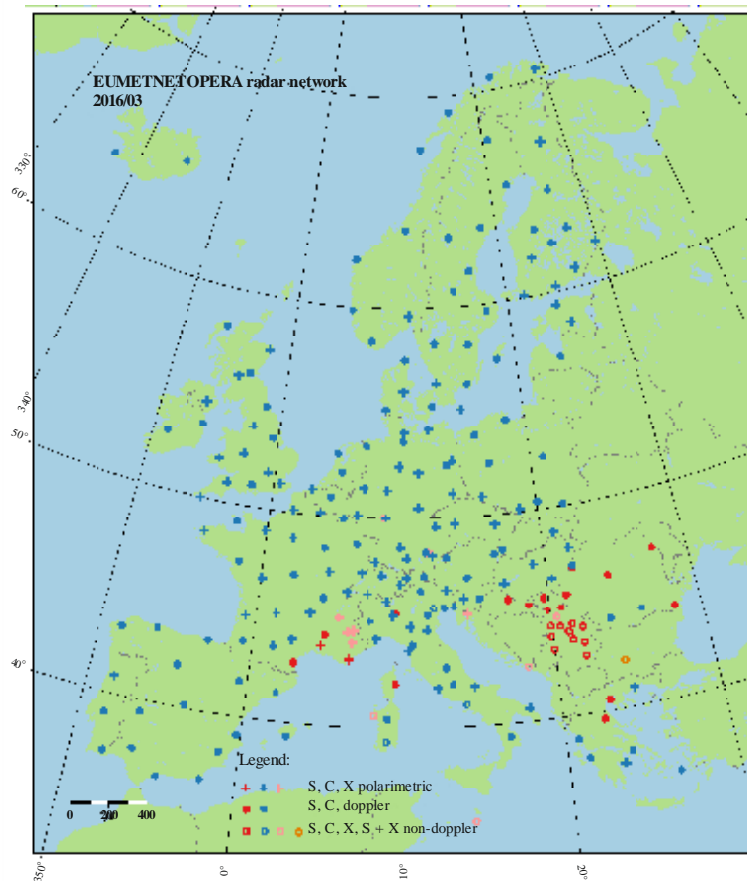 EUMETNETOPERA radar network
2016/03
330°
60°
340°
50°
40°
Legend:
S, C, X polarimetric
S, C, doppler
S, C, X, S + X non-doppler
0 200 400
350°
0°
10°
20°